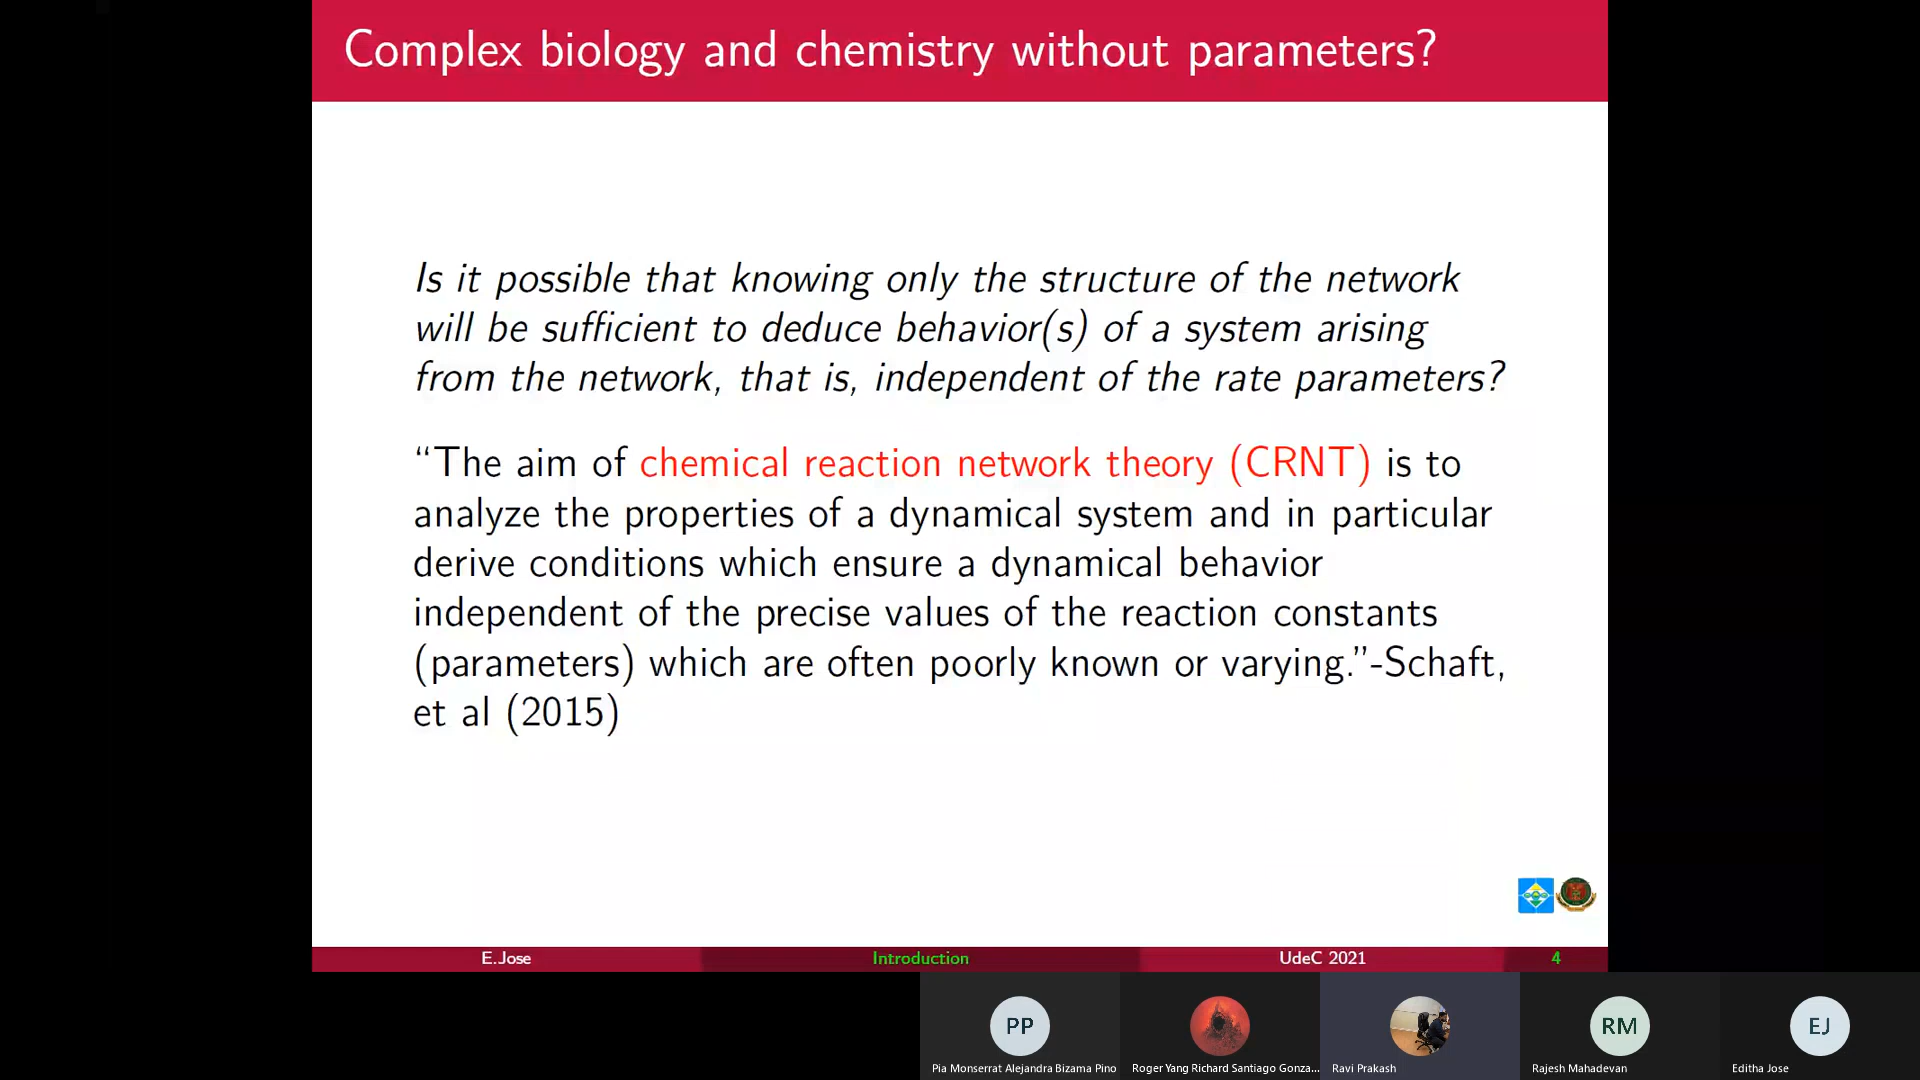 Complex biology and chemistry without parameters?
Is it possible that knowing only the structure of the network
will be sufficient to deduce behavior(s) of a system arising
from the network, that is, independent of the rate parameters?
“The aim of chemical reaction network theory (CRNT) is to
analyze the properties of a dynamical system and in particular
derive conditions which ensure a dynamical behavior
independent of the precise values of the reaction constants
(parameters) which are often poorly known or varying.”-Schaft,
et al (2015)
E.Jose
Introduction
UdeC 2021
4
PP
RM
EJ
Pia Monserrat Alejandra Bizama Pino
Roger Yang Richard Santiago Gonza...
Ravi Prakash
Rajesh Mahadevan
Editha Jose